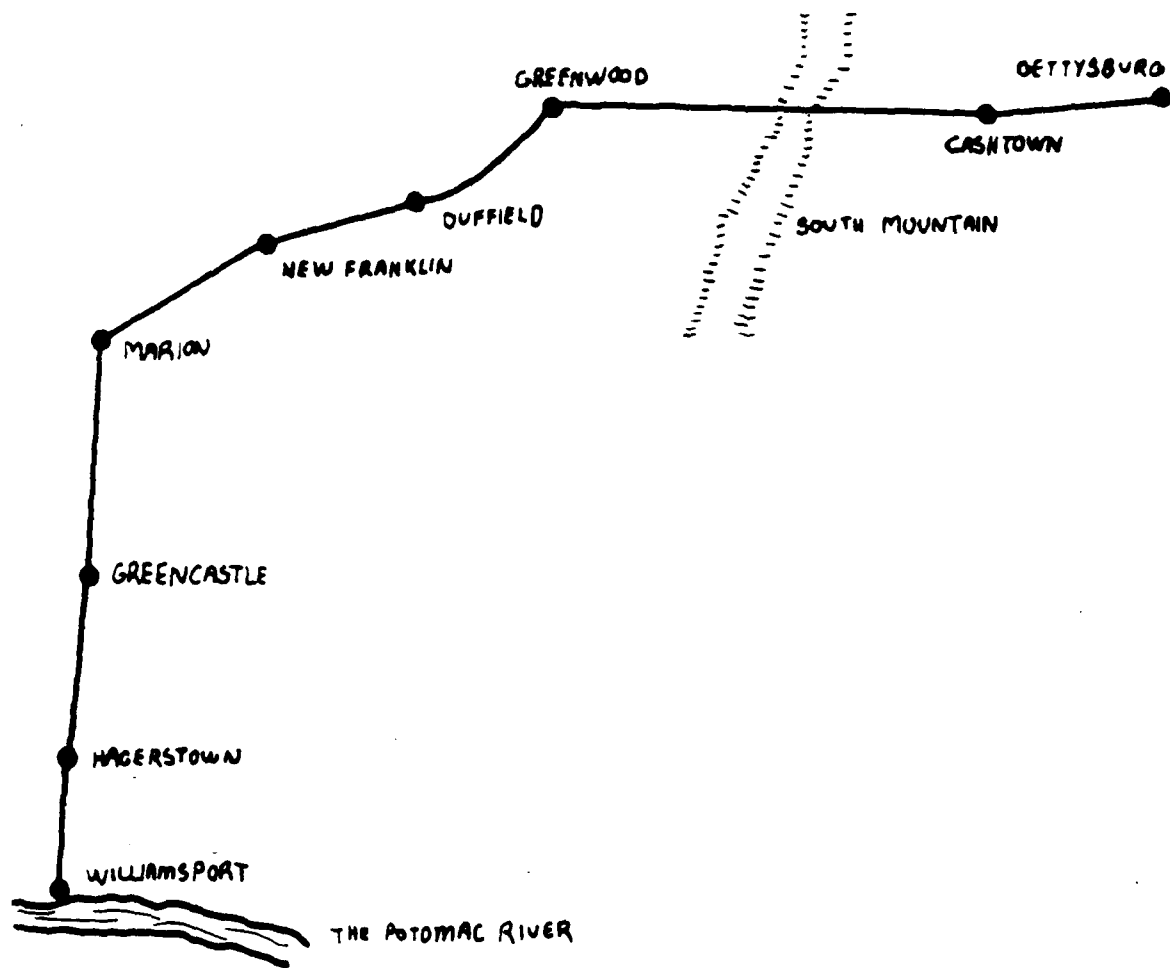 GREENWOOD
GETTYSBURG
CASHTOWN
DUFFIELD
SOUTH MOUNTAIN
NEW FRANKLIN
MARION
GREENCASTLE
HAGERSTOWN
WILLIAMSPORT
THE POTOMAC RIVER